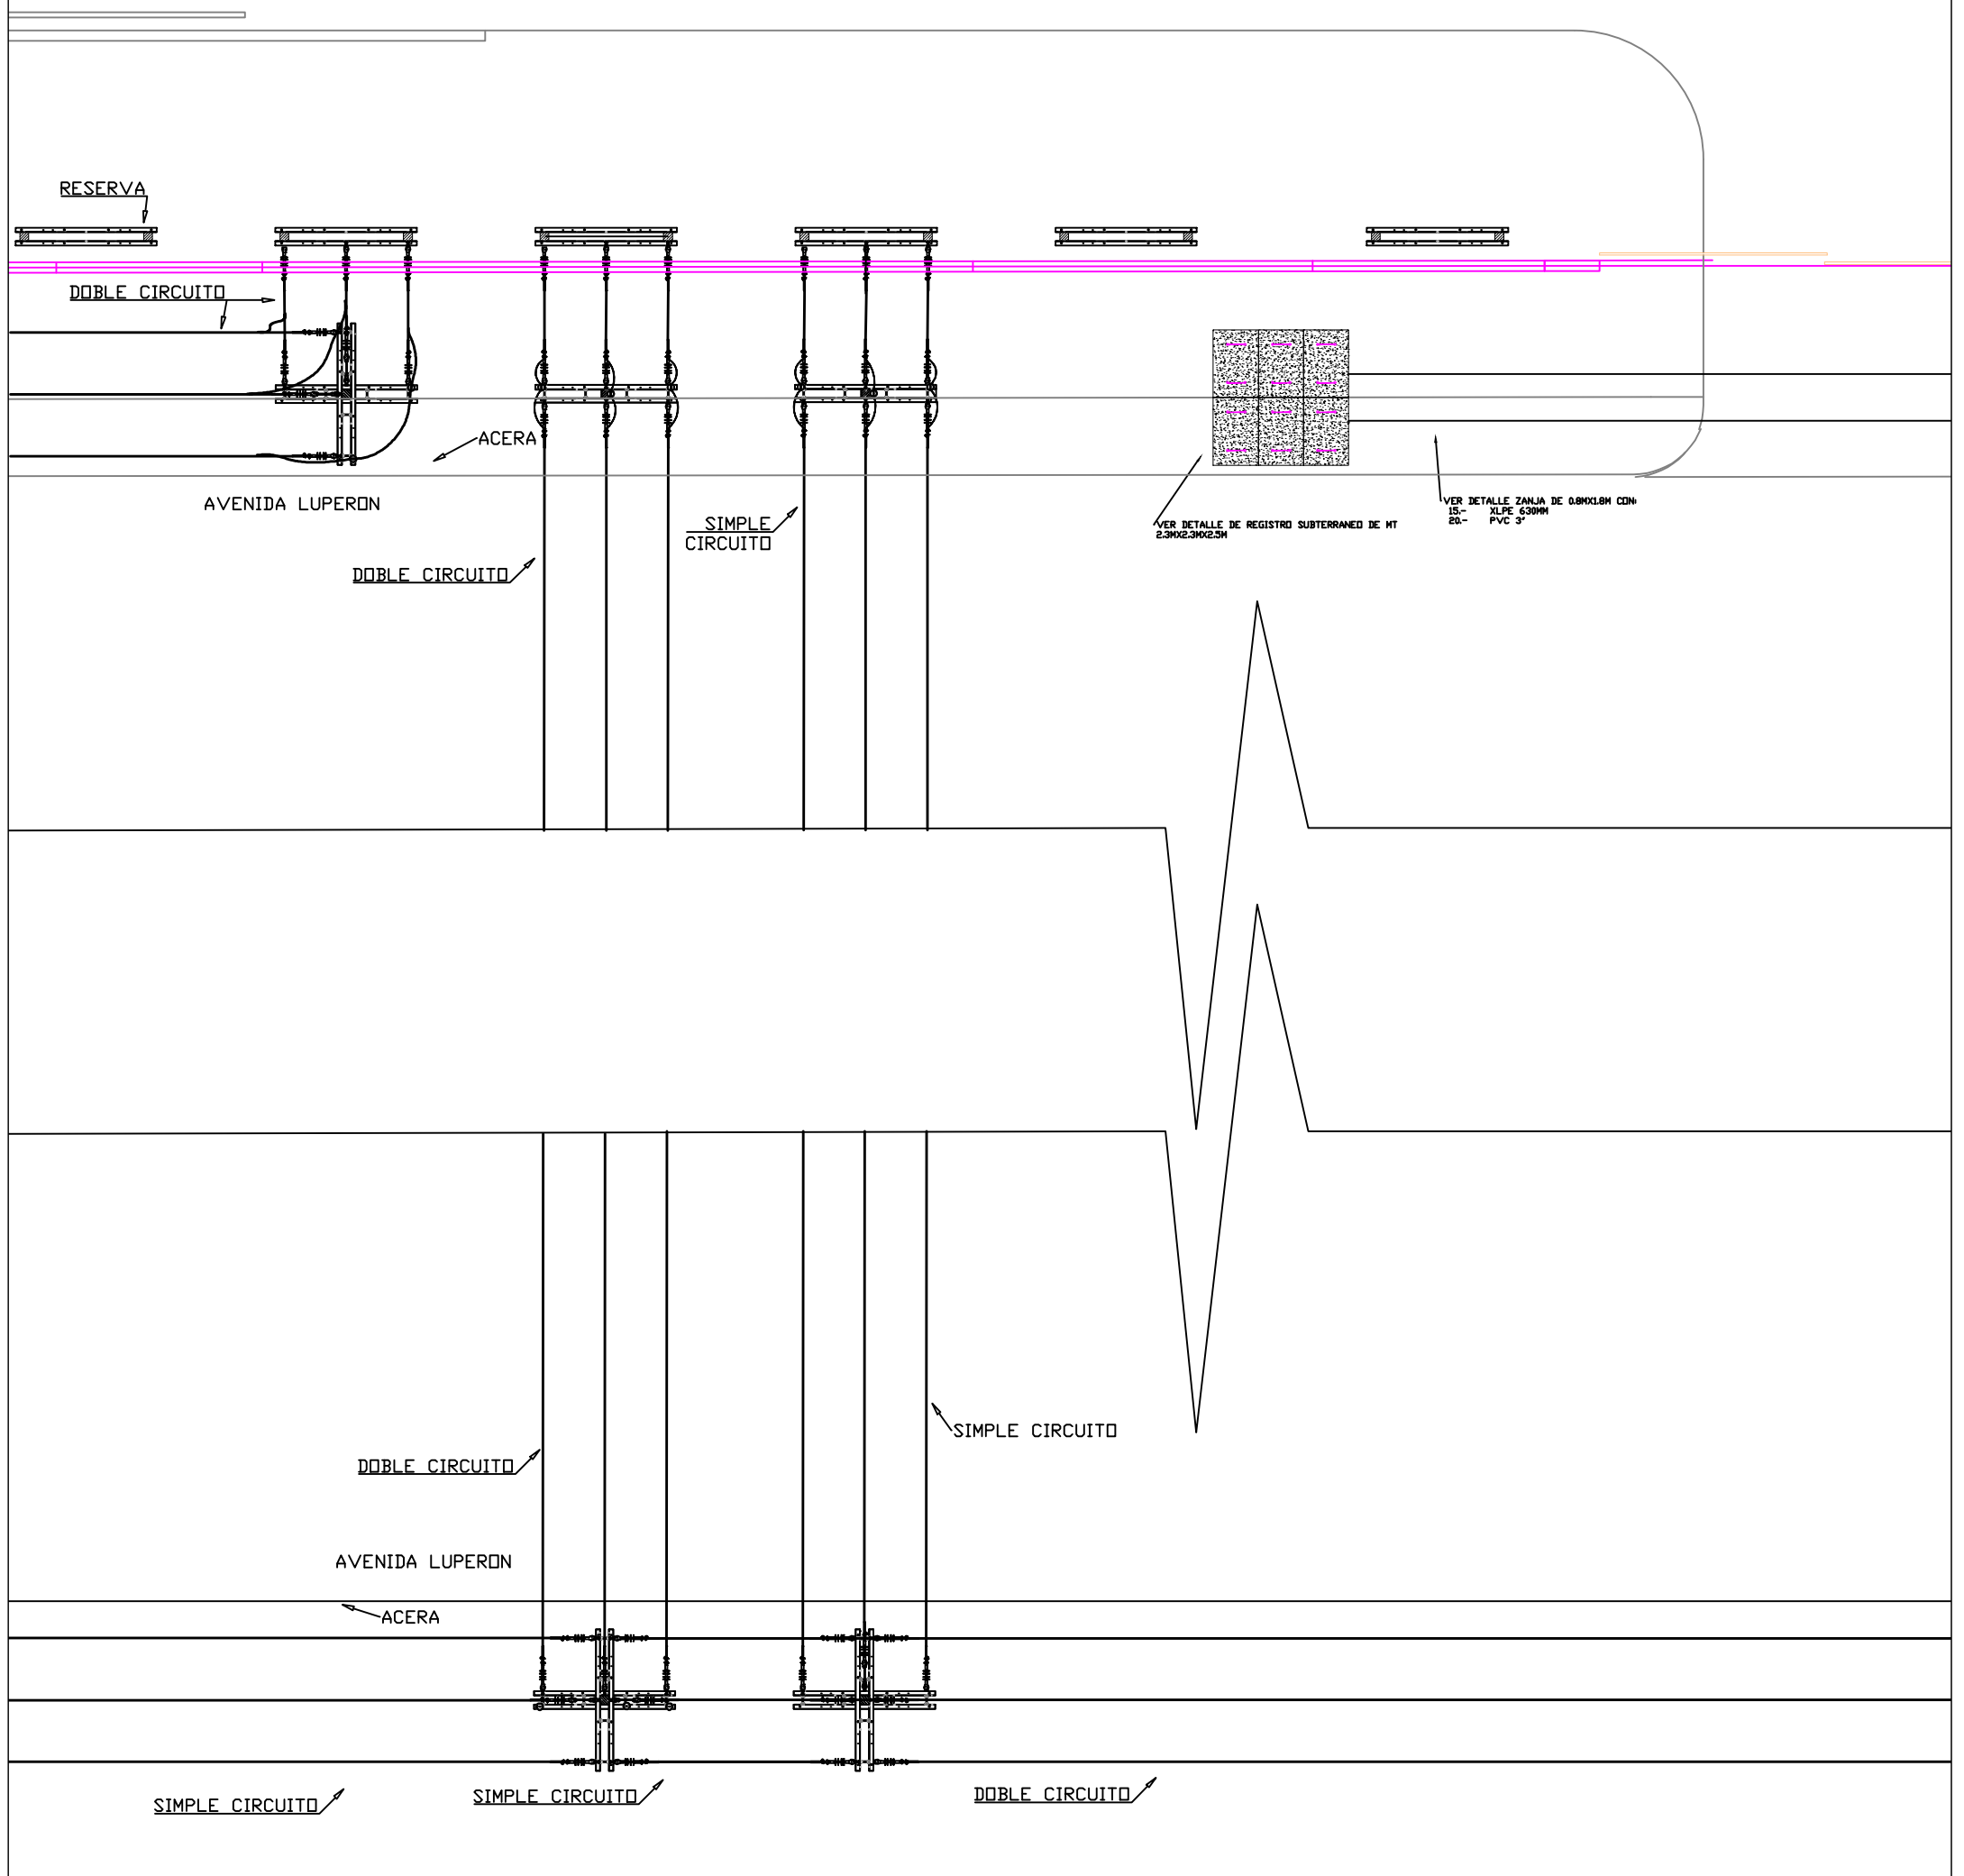 RESERVA
DOBLE CIRCUITO
ACERA
AVENIDA LUPERON
SIMPLE
CIRCUITO
VER DETALLE DE REGISTRO SUBTERRANEO DE MT
2.3MX2.3MX2.5M
VER DETALLE ZANJA DE 0.8MX1.8M CON
15.- XLPE 630MM
20.- PVC 3"
DOBLE CIRCUITO
SIMPLE CIRCUITO
DOBLE CIRCUITO
AVENIDA LUPERON
ACERA
SIMPLE CIRCUITO
SIMPLE CIRCUITO
DOBLE CIRCUITO